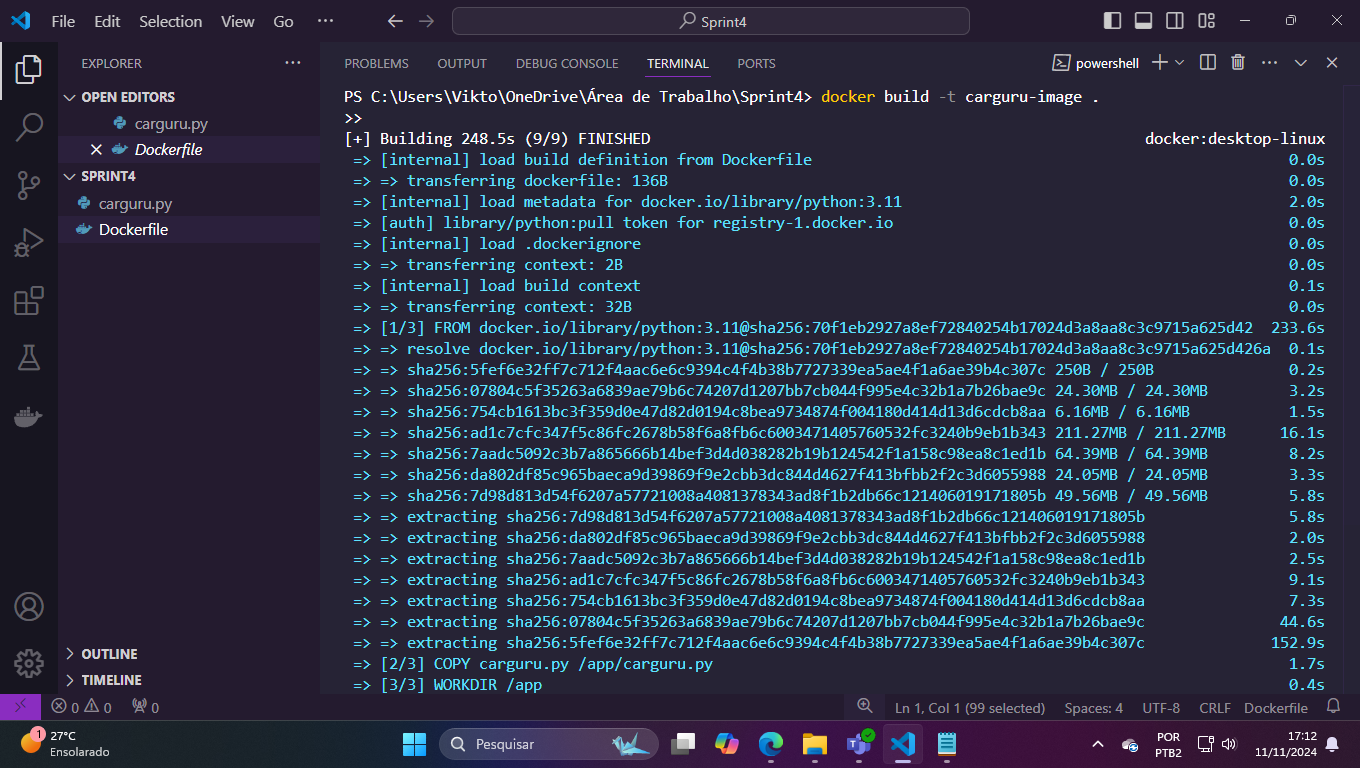 File Edit Selection View Go ···
Sprint4
EXPLORER
OPEN EDITORS
carguru.py
Dockerfile
SPRINT4
carguru.py
Dockerfile
OUTLINE
TIMELINE
PROBLEMS OUTPUT DEBUG CONSOLE TERMINAL PORTS
powershell
PS C:\Users\Vikto\OneDrive\Área de Trabalho\Sprint4> docker build -t carguru-image .
>>
[+] Building 248.5s (9/9) FINISHED docker:desktop-linux
=> [internal] load build definition from Dockerfile 0.0s
=> => transferring dockerfile: 136B 0.0s
=> [internal] load metadata for docker.io/library/python:3.11 2.0s
=> [auth] library/python:pull token for registry-1.docker.io 0.0s
=> [internal] load .dockerignore 0.0s
=> => transferring context: 2B 0.0s
=> [internal] load build context 0.1s
=> => transferring context: 32B 0.0s
=> [1/3] FROM docker.io/library/python:3.11@sha256:70f1eb2927a8ef72840254b17024d3a8aa8c3c9715a625d42 233.6s
=> => resolve docker.io/library/python:3.11@sha256:70f1eb2927a8ef72840254b17024d3a8aa8c3c9715a625d426a 0.1s
=> => sha256:5fef6e32ff7c712f4aac6e6c9394c4f4b38b7727339ea5ae4f1a6ae39b4c307c 250B / 250B 0.2s
=> => sha256:07804c5f35263a6839ae79b6c74207d1207bb7cb044f995e4c32b1a7b26bae9c 24.30MB / 24.30MB 3.2s
=> => sha256:754cb1613bc3f359d0e47d82d0194c8bea9734874f004180d414d13d6cdcb8aa 6.16MB / 6.16MB 1.5s
=> => sha256:ad1c7cfc347f5c86fc2678b58f6a8fb6c6003471405760532fc3240b9eb1b343 211.27MB / 211.27MB 16.1s
=> => sha256:7aadc5092c3b7a865666b14bef3d4d038282b19b124542f1a158c98ea8c1ed1b 64.39MB / 64.39MB 8.2s
=> => sha256:da802df85c965baeca9d39869f9e2cbb3dc844d4627f413bfbb2f2c3d6055988 24.05MB / 24.05MB 3.3s
=> => sha256:7d98d813d54f6207a57721008a4081378343ad8f1b2db66c121406019171805b 49.56MB / 49.56MB 5.8s
=> => extracting sha256:7d98d813d54f6207a57721008a4081378343ad8f1b2db66c121406019171805b 5.8s
=> => extracting sha256:da802df85c965baeca9d39869f9e2cbb3dc844d4627f413bfbb2f2c3d6055988 2.0s
=> => extracting sha256:7aadc5092c3b7a865666b14bef3d4d038282b19b124542f1a158c98ea8c1ed1b 2.5s
=> => extracting sha256:ad1c7cfc347f5c86fc2678b58f6a8fb6c6003471405760532fc3240b9eb1b343 9.1s
=> => extracting sha256:754cb1613bc3f359d0e47d82d0194c8bea9734874f004180d414d13d6cdcb8aa 7.3s
=> => extracting sha256:07804c5f35263a6839ae79b6c74207d1207bb7cb044f995e4c32b1a7b26bae9c 44.6s
=> => extracting sha256:5fef6e32ff7c712f4aac6e6c9394c4f4b38b7727339ea5ae4f1a6ae39b4c307c 152.9s
=> [2/3] COPY carguru.py /app/carguru.py 1.7s
=> [3/3] WORKDIR /app 0.4s
0 0 0 Ln 1, Col 1 (99 selected) Spaces: 4 UTF-8 CRLF Dockerfile
1
27°C
Ensolarado
Pesquisar
POR
PTB2
17:12
11/11/2024